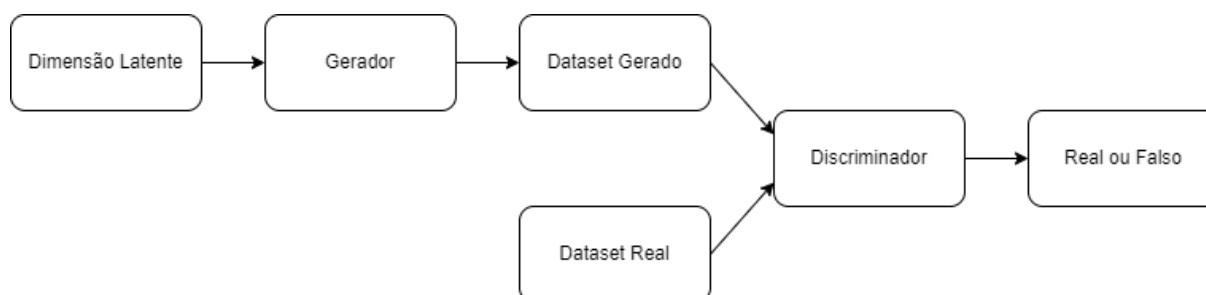 Dimensão Latente
Gerador
Dataset Gerado
Discriminador
Real ou Falso
Dataset Real